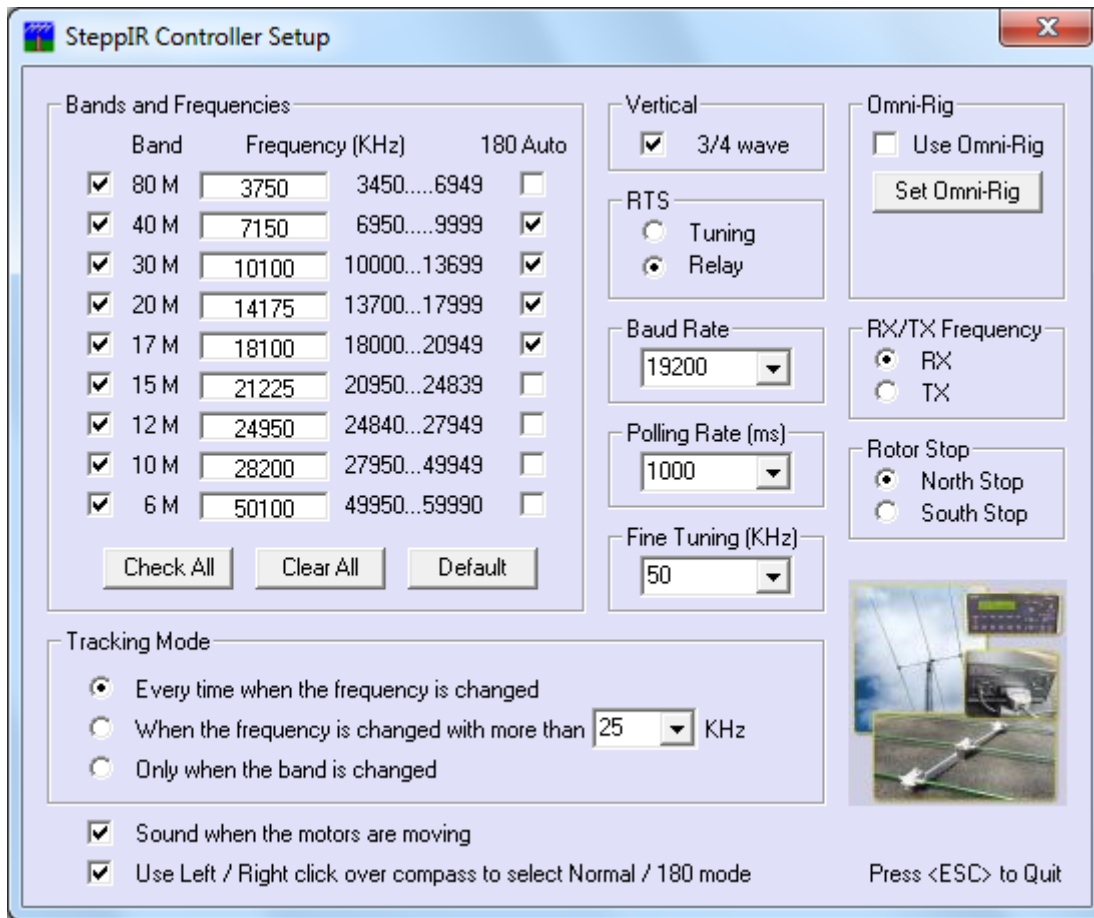 SteppIR Controller Setup
Bands and Frequencies
Band Frequency (KHz) 180 Auto
80 M 3750 3450.....6949
40 M 7150 6950.....9999
30 M 10100 10000...13699
20 M 14175 13700...17999
17 M 18100 18000...20949
15 M 21225 20950...24839
12 M 24950 24840...27949
10 M 28200 27950...49949
6 M 50100 49950...59990
Check All Clear All Default
Vertical
3/4 wave
RTS
Tuning
Relay
Baud Rate
19200
Polling Rate (ms)
1000
Fine Tuning (KHz)
50
Omni-Rig
Use Omni-Rig
Set Omni-Rig
RX/TX Frequency
RX
TX
Rotor Stop
North Stop
South Stop
Tracking Mode
Every time when the frequency is changed
When the frequency is changed with more than 25 KHz
Only when the band is changed
Sound when the motors are moving
Use Left / Right click over compass to select Normal / 180 mode
Press <ESC> to Quit